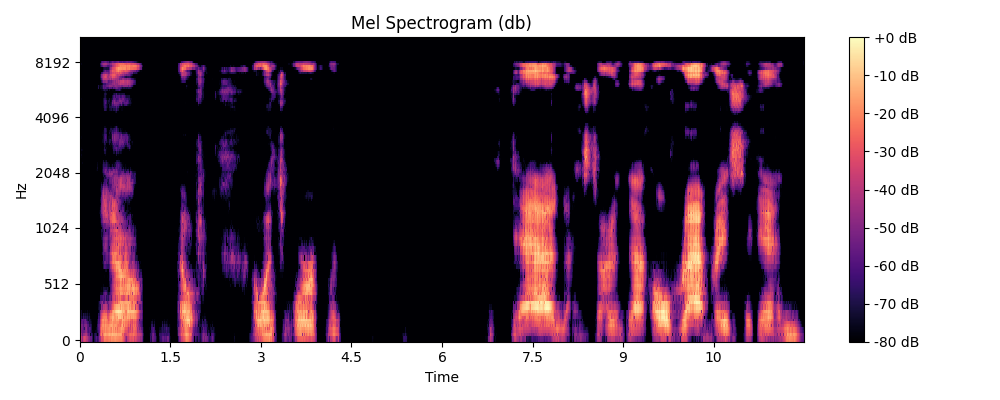 Mel Spectrogram (db)
8192
4096
2048
1024
512
0
Hz
0 1.5 3 4.5 6 7.5 9 10
Time
+0 dB
-10 dB
-20 dB
-30 dB
-40 dB
-50 dB
-60 dB
-70 dB
-80 dB